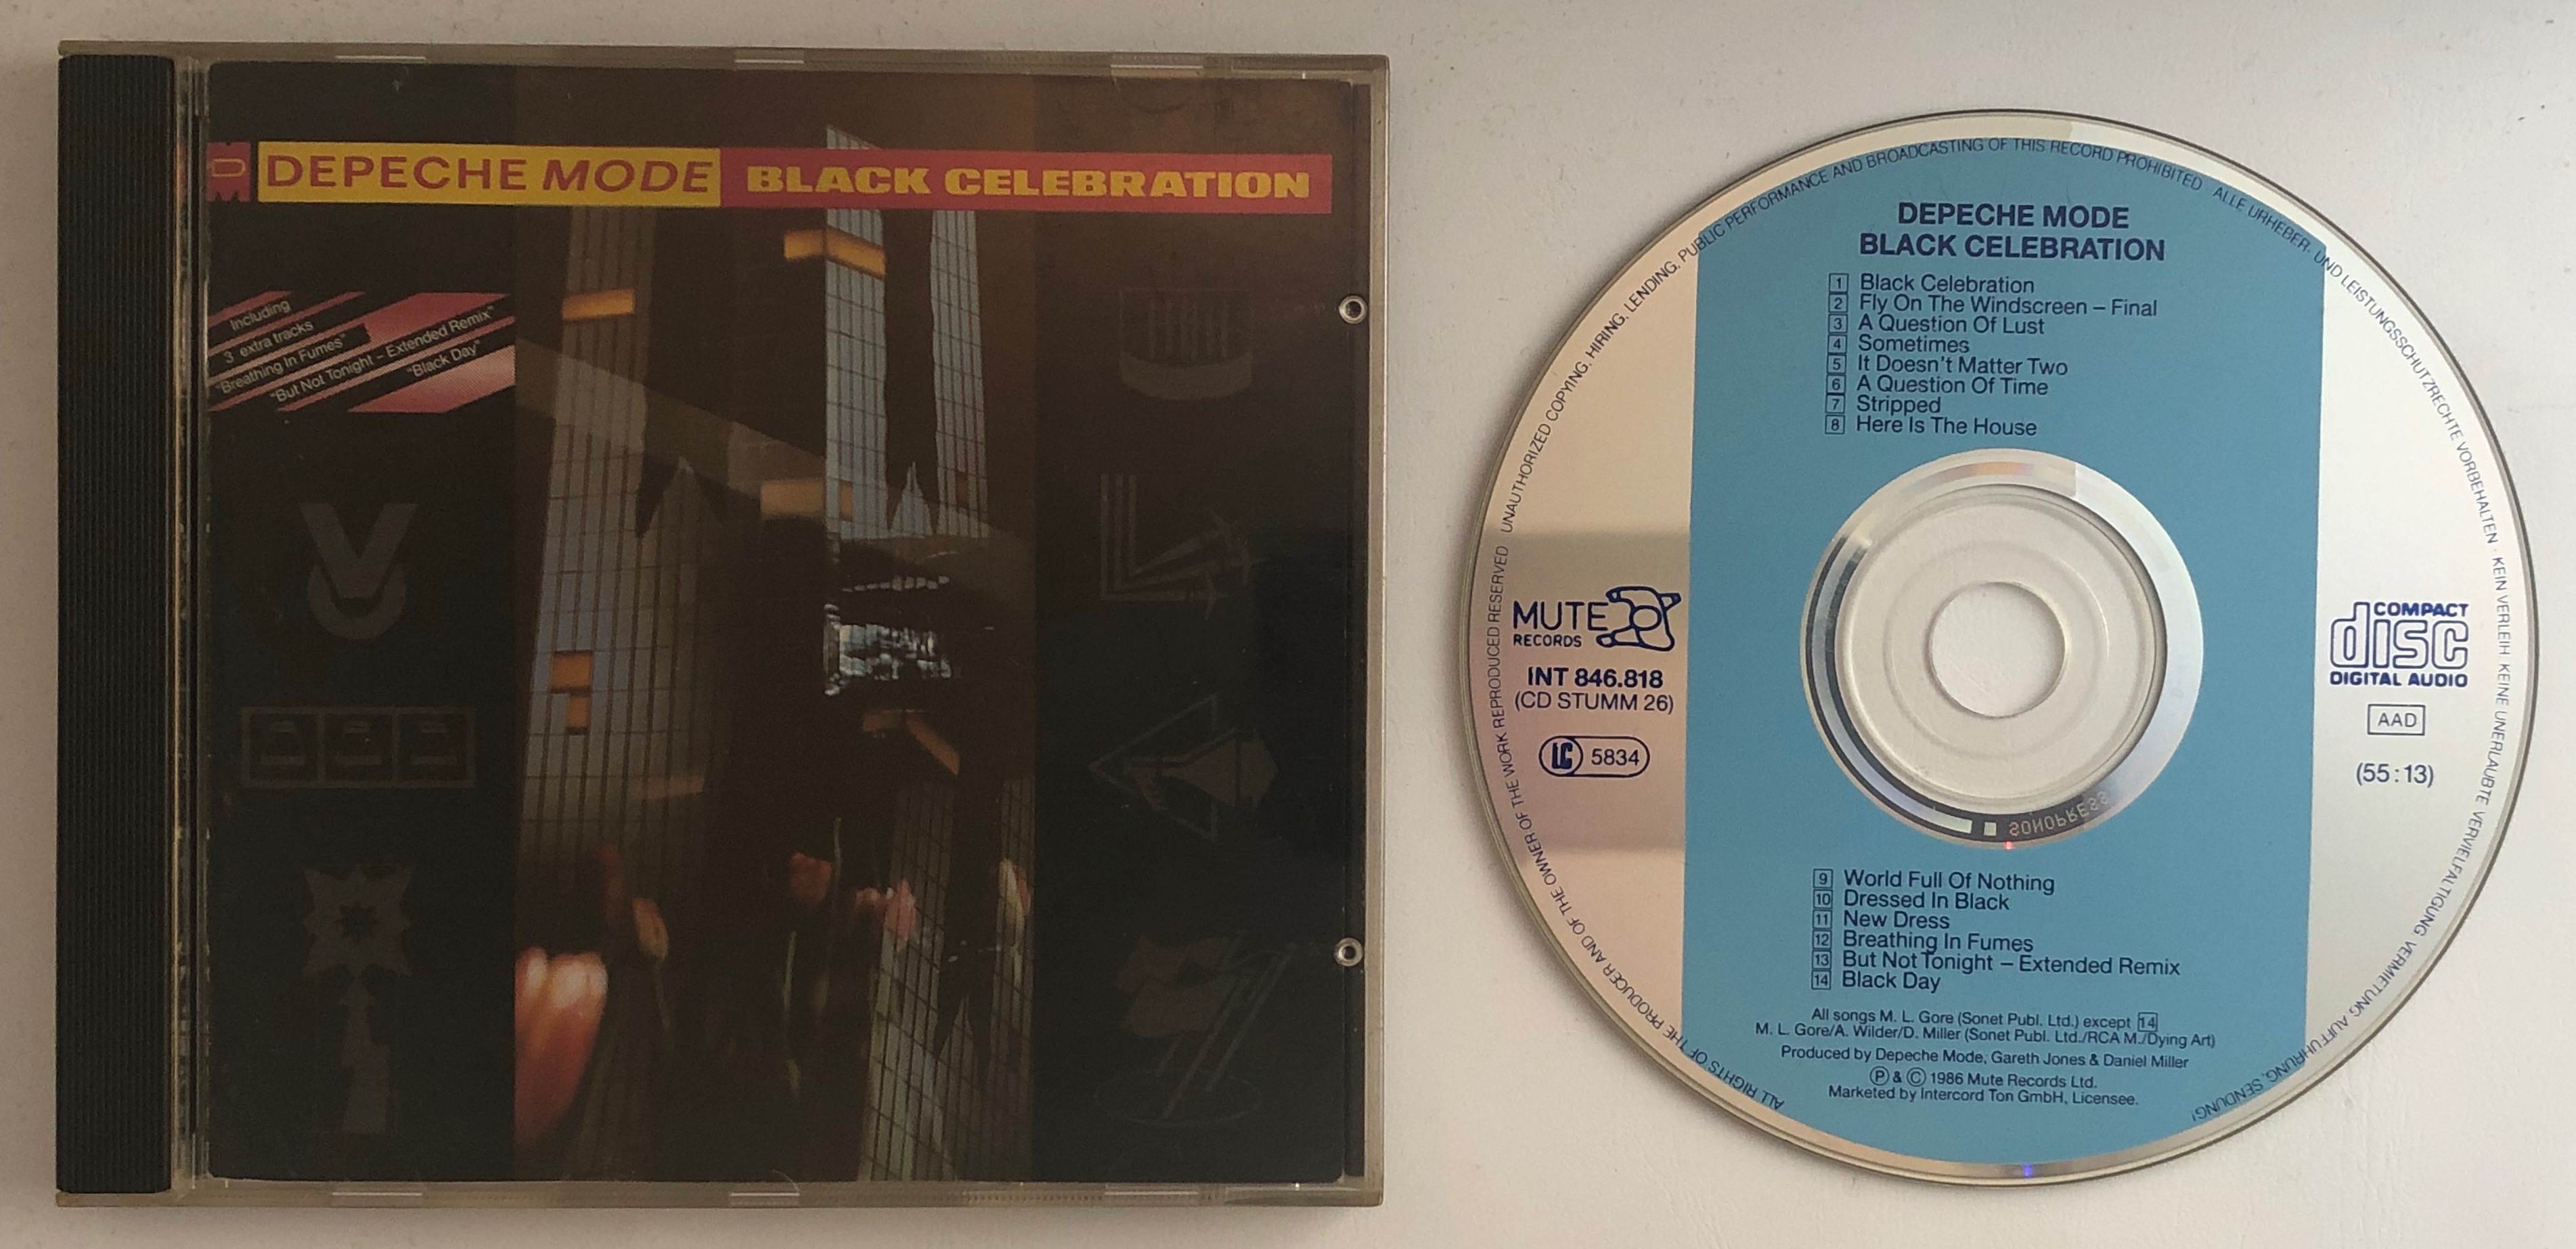 DM DEPECHE MODE BLACK CELEBRATION
Including
3 extra tracks
"Breathing In Fumes"
"But Not Tonight – Extended Remix"
"Black Day"
DEPECHE MODE
BLACK CELEBRATION
1 Black Celebration
2 Fly On The Windscreen – Final
3 A Question Of Lust
4 Sometimes
5 It Doesn't Matter Two
6 A Question Of Time
7 Stripped
8 Here Is The House
MUTE
RECORDS
INT 846.818
(CD STUMM 26)
LC 5834
COMPACT
disc
DIGITAL AUDIO
AAD
(55:13)
SONOPRESS
9 World Full Of Nothing
10 Dressed In Black
11 New Dress
12 Breathing In Fumes
13 But Not Tonight – Extended Remix
14 Black Day
All songs M. L. Gore (Sonet Publ. Ltd.) except 14
M. L. Gore/A. Wilder/D. Miller (Sonet Publ. Ltd./RCA M./Dying Art)
Produced by Depeche Mode, Gareth Jones & Daniel Miller
Ⓟ & © 1986 Mute Records Ltd.
Marketed by Intercord Ton GmbH, Licensee.
ALL RIGHTS OF THE PRODUCER AND OF THE OWNER OF THE WORK REPRODUCED RESERVED UNAUTHORIZED COPYING, HIRING, LENDING, PUBLIC PERFORMANCE AND BROADCASTING OF THIS RECORD PROHIBITED ALLE URHEBER- UND LEISTUNGSSCHUTZRECHTE VORBEHALTEN · KEIN VERLEIH KEINE UNERLAUBTE VERVIELFALTIGUNG, VERMIETUNG AUFFUHRUNG, SENDUNG!